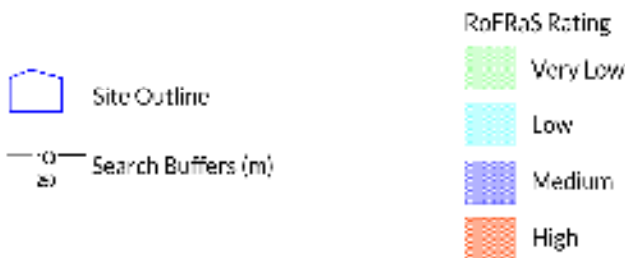 RoFRaS Rating
Very Low
Site Outline
Low
Search Buffers (m)
Medium
High